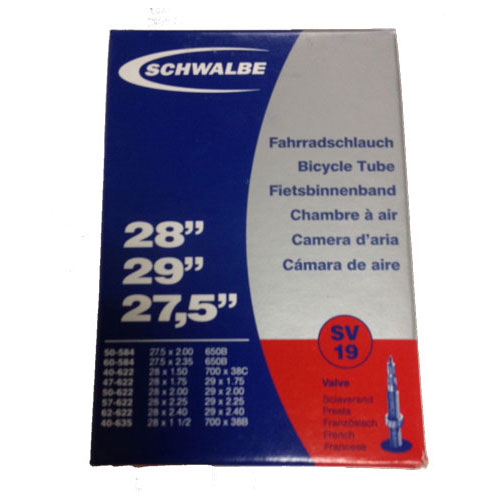 SCHWALBE
Fahrradschlauch
Bicycle Tube
Fietsbinnenband
Chambre à air
Camera d'aria
Cámara de aire
28"
29"
27,5"
SV
19
50-584 27.5 x 2.00 650B
60-584 27.5 x 2.35 650B
40-622 28 x 1.50 700 x 38C
47-622 28 x 1.75 29 x 1.75
50-622 28 x 2.00 29 x 2.00
57-622 28 x 2.25 29 x 2.25
62-622 28 x 2.40 29 x 2.40
40-635 28 x 1 1/2 700 x 38B
Valve
Sclaverand
Presta
Französisch
French
Francese